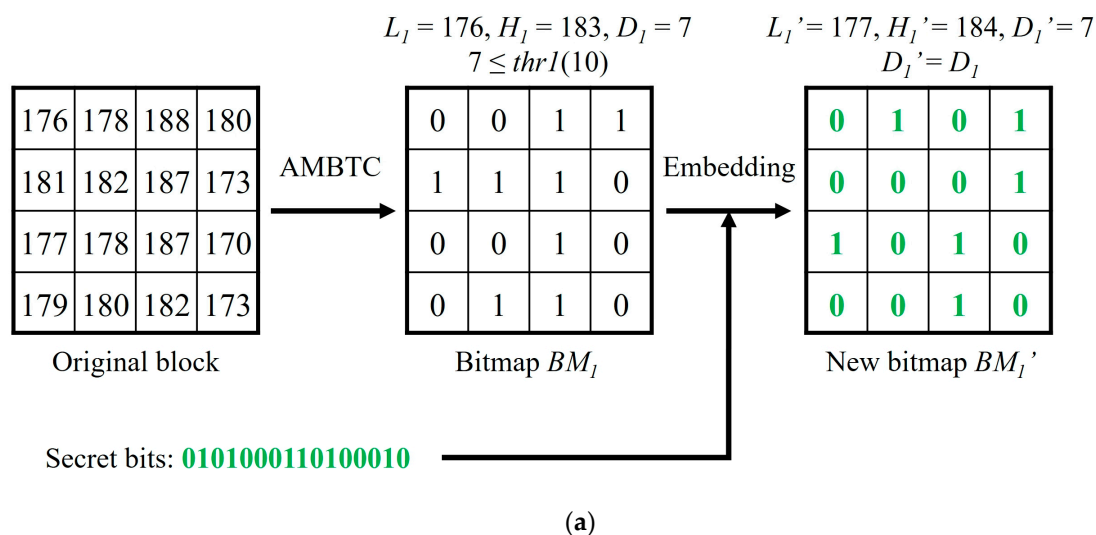 L1 = 176, H1 = 183, D1 = 7
7 ≤ thr1(10)
L1’ = 177, H1’ = 184, D1’ = 7
D1’ = D1
176 178 188 180
181 182 187 173
177 178 187 170
179 180 182 173
Original block
AMBTC
0 0 1 1
1 1 1 0
0 0 1 0
0 1 1 0
Bitmap BM1
Embedding
0 1 0 1
0 0 0 1
1 0 1 0
0 0 1 0
New bitmap BM1’
Secret bits: 0101000110100010
(a)